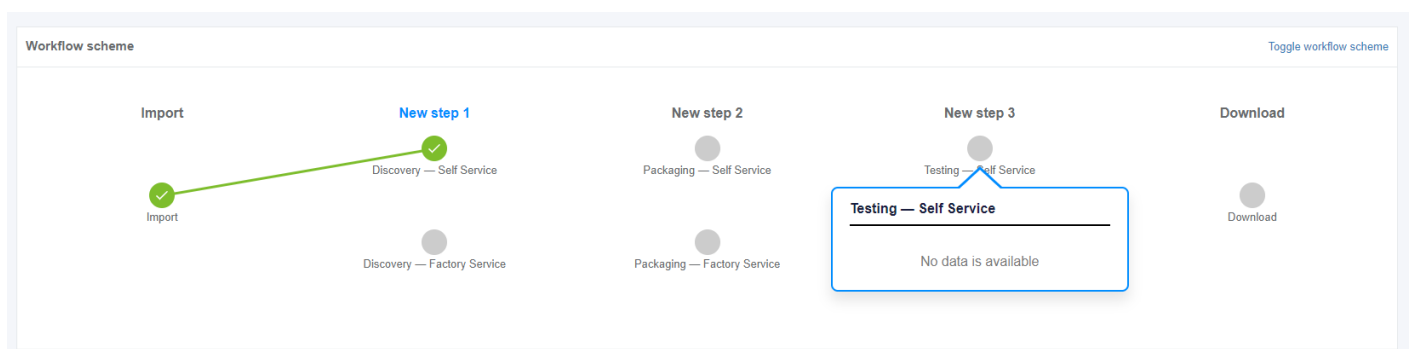 Workflow scheme
Toggle workflow scheme
Import
New step 1
New step 2
New step 3
Download
Discovery — Self Service
Packaging — Self Service
Testing — Self Service
Import
Download
Discovery — Factory Service
Packaging — Factory Service
Testing — Self Service
No data is available